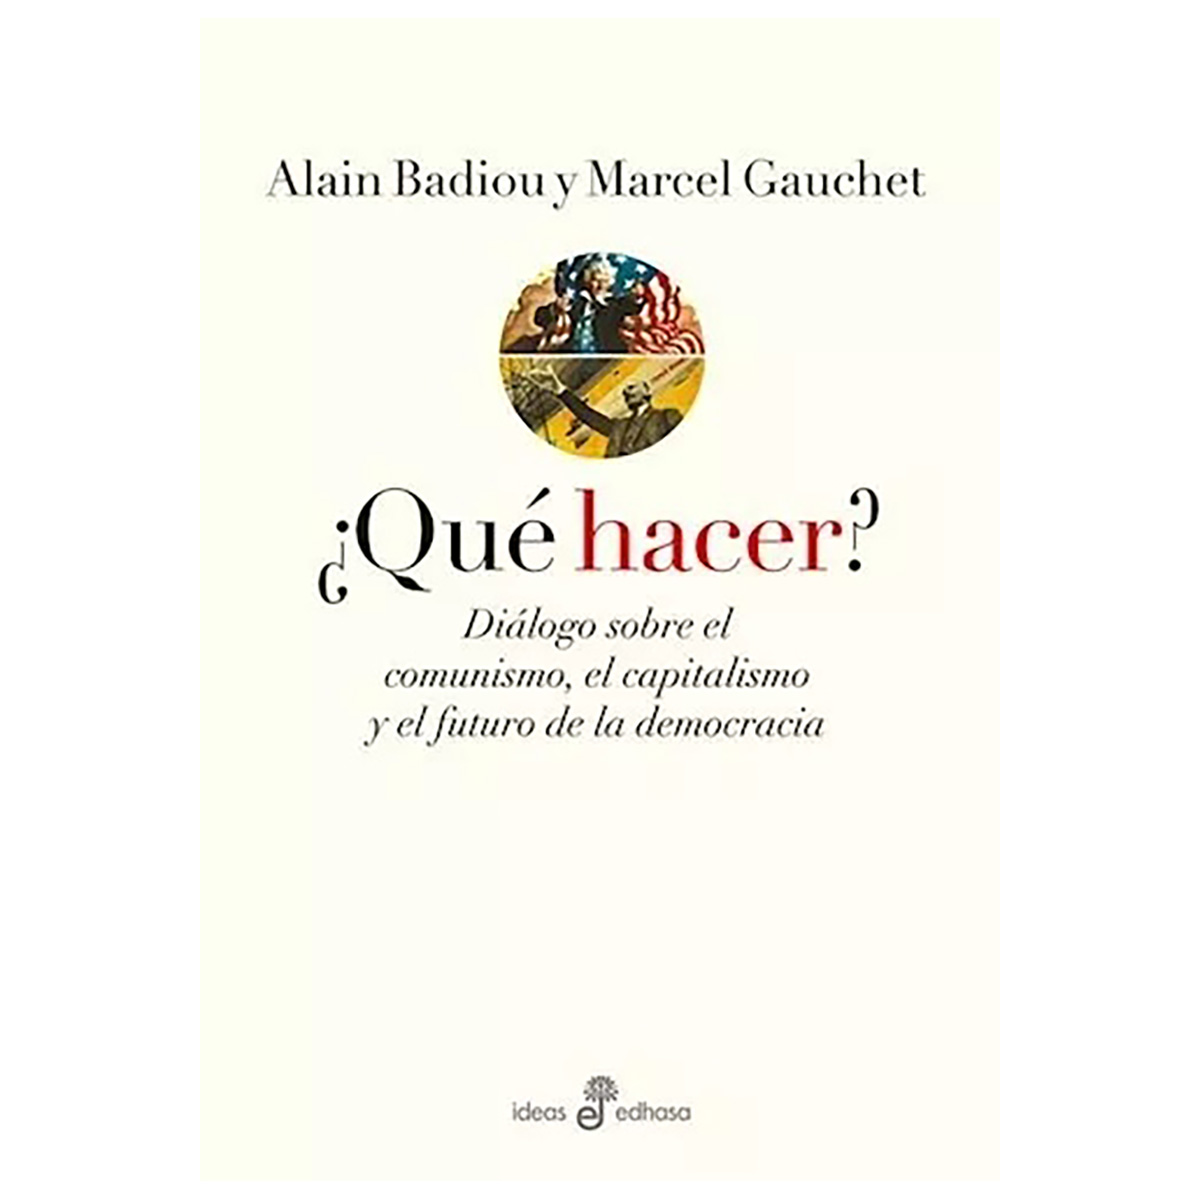 Alain Badiou y Marcel Gauchet
¿Qué hacer?
Diálogo sobre el
comunismo, el capitalismo
y el futuro de la democracia
ideas edhasa